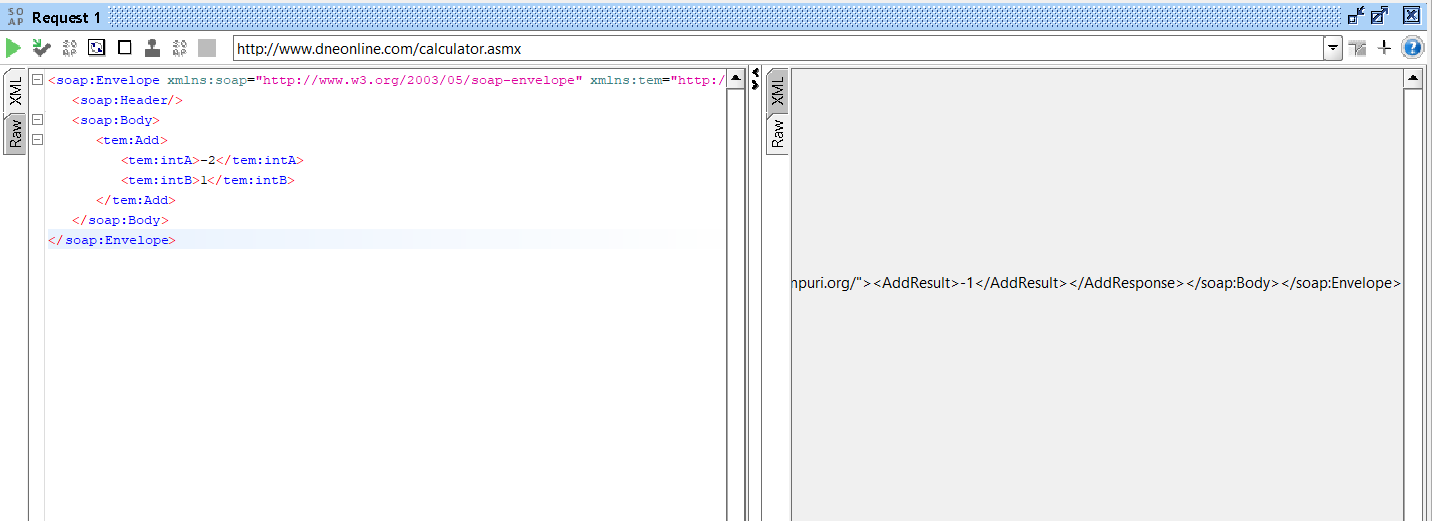 SO
AP
Request 1
http://www.dneonline.com/calculator.asmx
XML
Raw
<soap:Envelope xmlns:soap="http://www.w3.org/2003/05/soap-envelope" xmlns:tem="http:/
<soap:Header/>
<soap:Body>
<tem:Add>
<tem:intA>-2</tem:intA>
<tem:intB>1</tem:intB>
</tem:Add>
</soap:Body>
</soap:Envelope>
XML
Raw
npuri.org/"><AddResult>-1</AddResult></AddResponse></soap:Body></soap:Envelope>